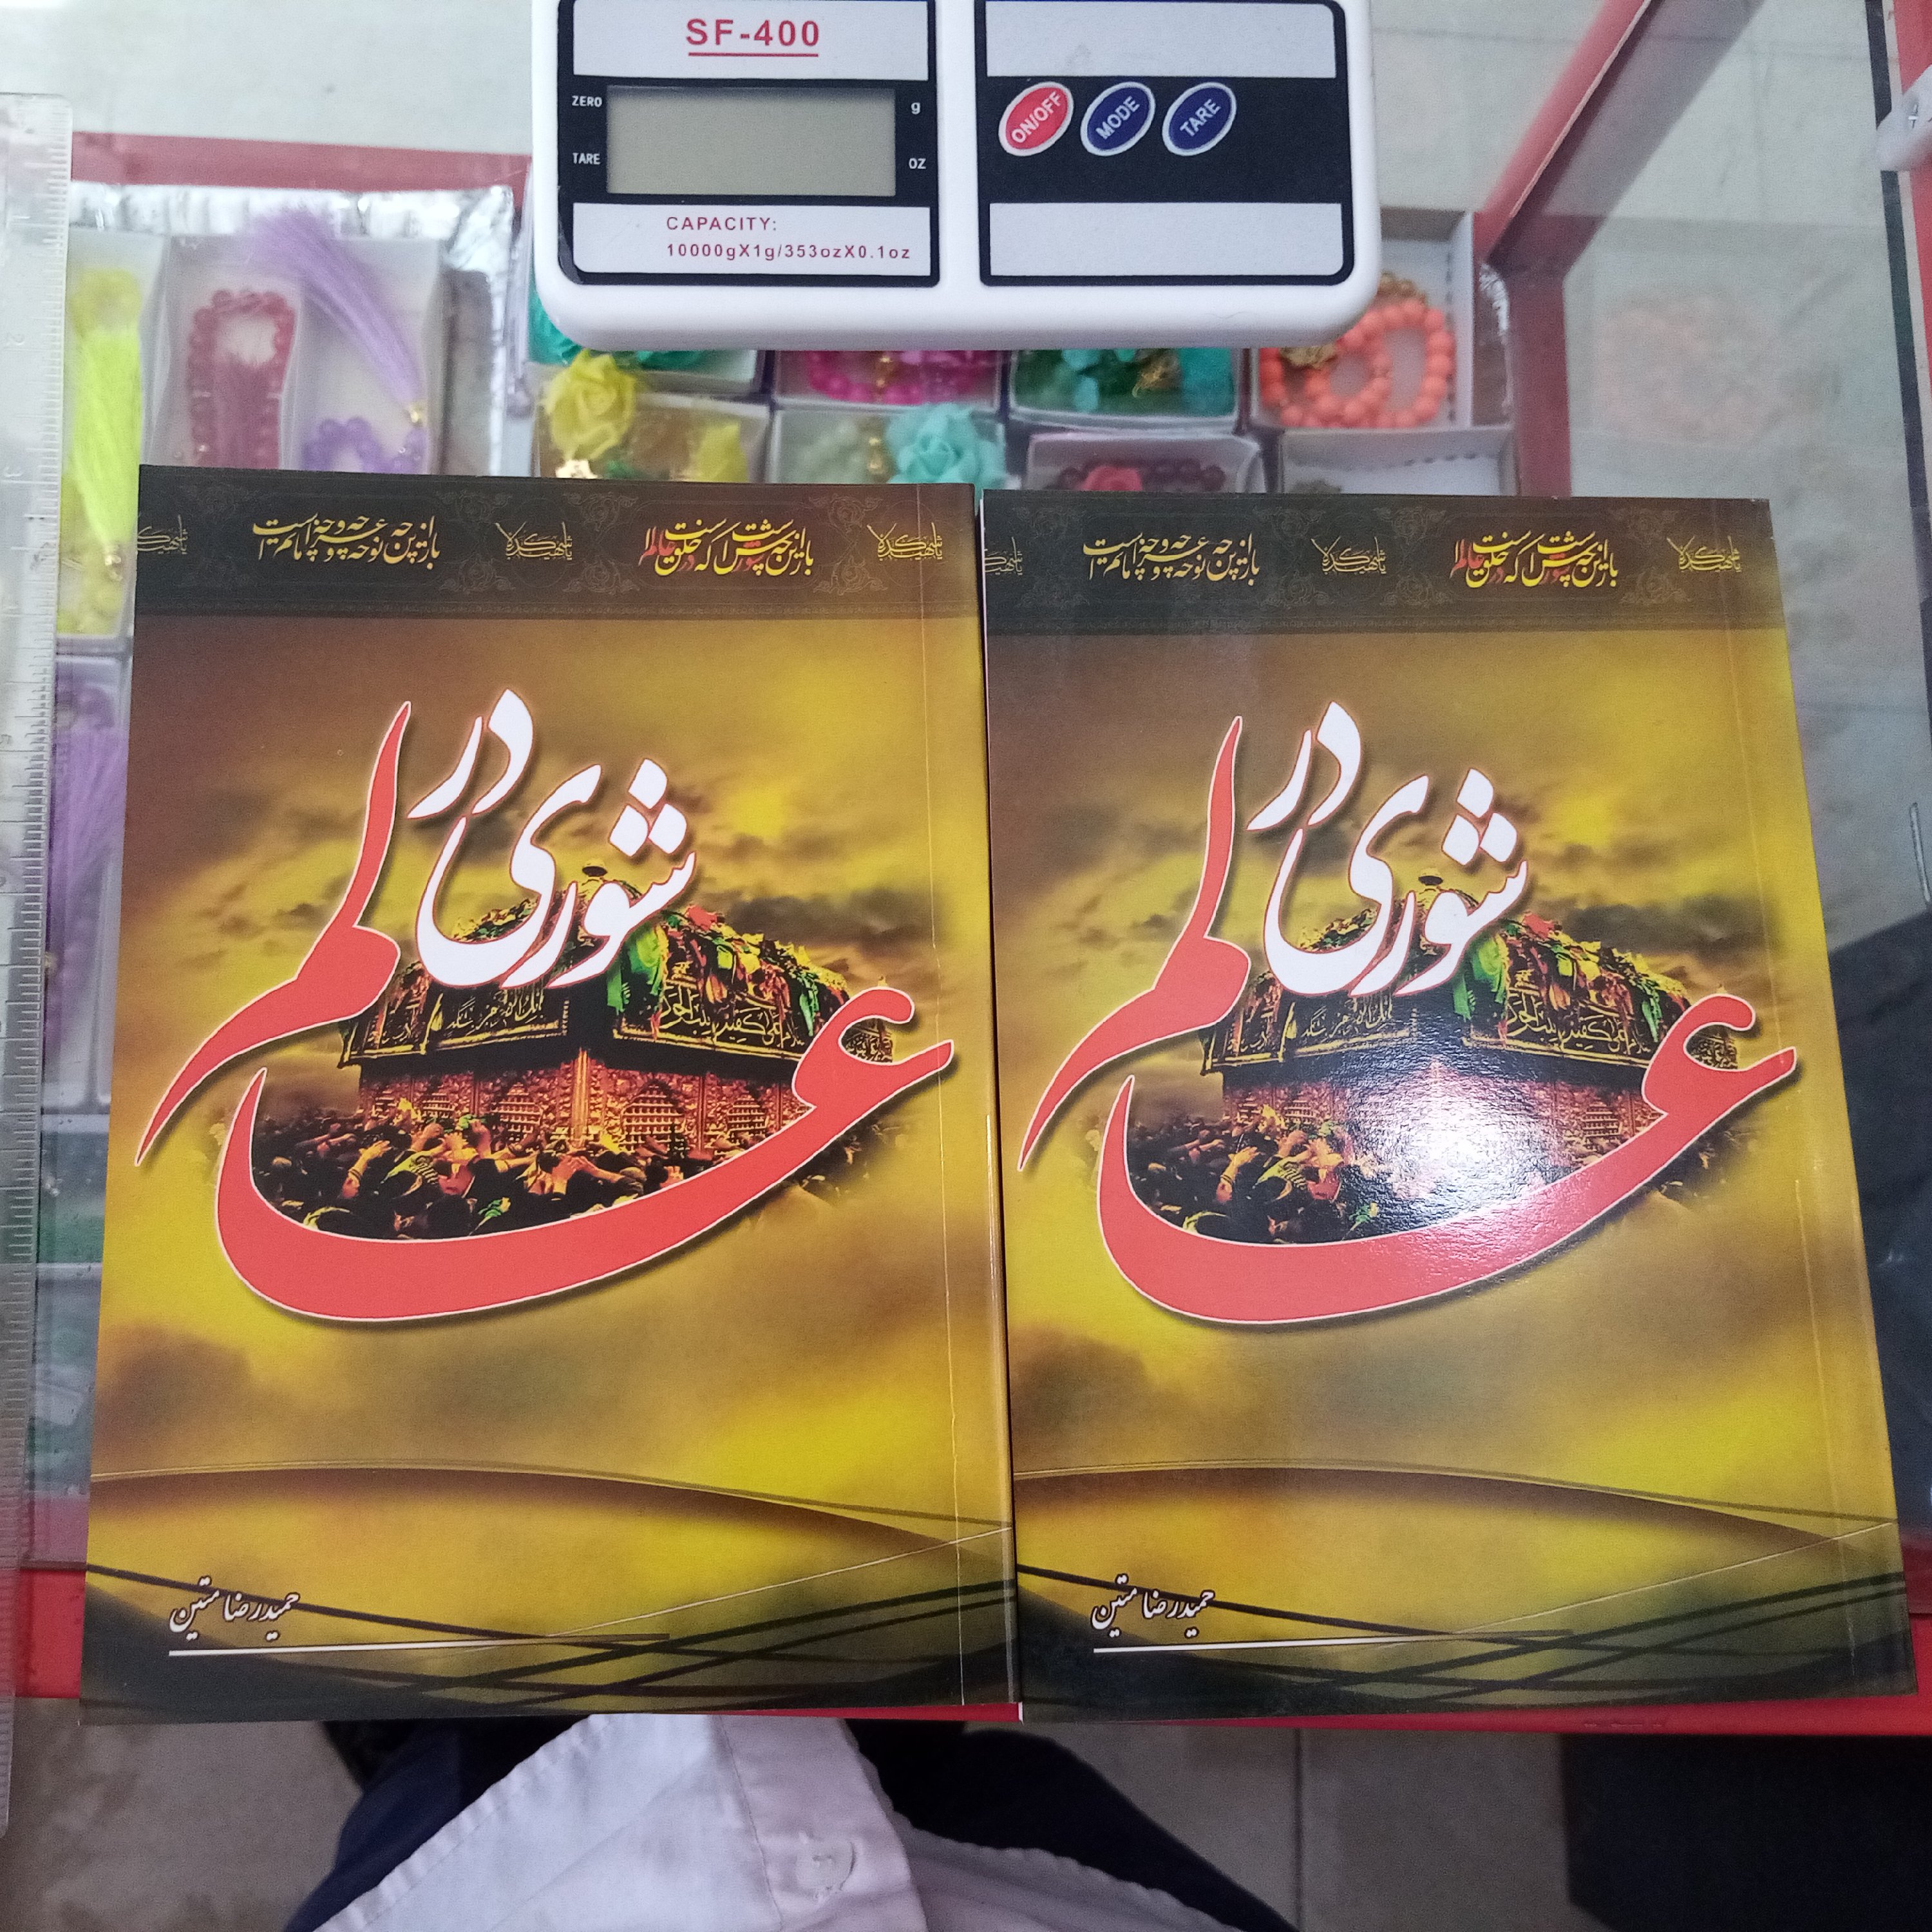 SF-400
ZERO
g
TARE
OZ
CAPACITY:
10000gX1g/353ozX0.1oz
ON/OFF
MODE
TARE
باز این چه شورش است که در خلق عالم است
باز این چه نوحه و چه عزا و چه ماتم است
شوری در
عالم
حمیدرضا متین
باز این چه شورش است که در خلق عالم است
باز این چه نوحه و چه عزا و چه ماتم است
شوری در
عالم
حمیدرضا متین